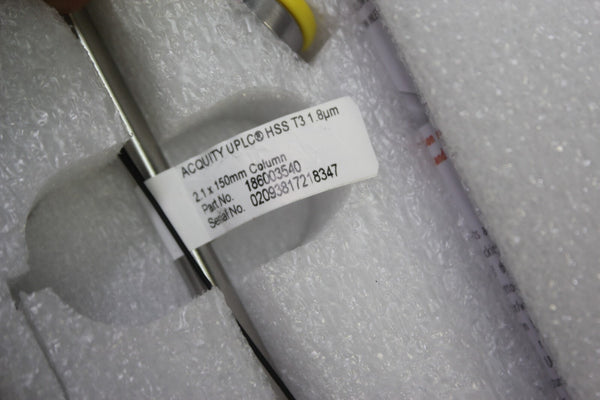 ACQUITY UPLC® HSS T3 1.8µm
2.1 x 150mm Column
Part No. 186003540
Serial No. 02093817218347